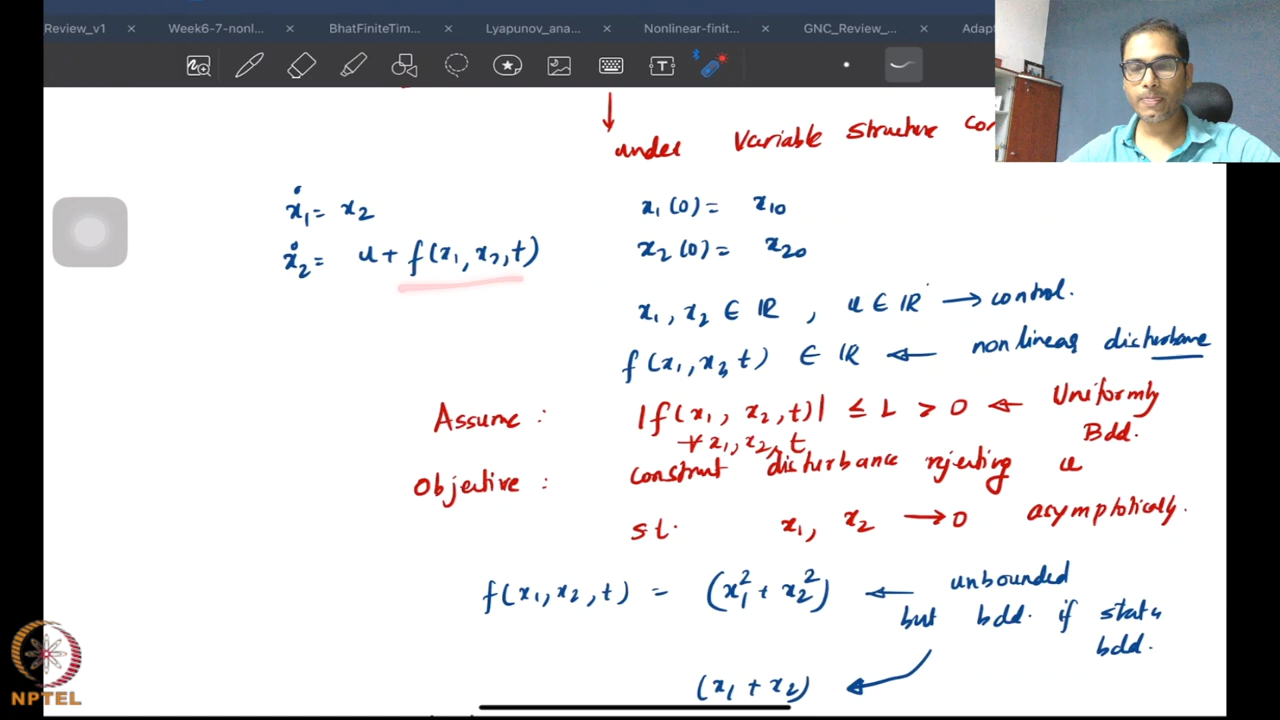 Review_v1 Week6-7-nonl... BhatFiniteTim... Lyapunov_ana... Nonlinear-finit... GNC_Review_... Adap
under variable structure con
ẋ₁ = x₂ x₁(0) = x₁₀
ẋ₂ = u + f(x₁, x₂, t) x₂(0) = x₂₀
x₁, x₂ ∈ ℝ , u ∈ ℝ → control.
f(x₁, x₂, t) ∈ ℝ ← nonlinear disturbance
Assume : |f(x₁, x₂, t)| ≤ L > 0 ← Uniformly Bdd.
∀ x₁, x₂, t
Objective : construct disturbance rejecting u
s t. x₁, x₂ → 0 asymptotically.
f(x₁, x₂, t) = (x₁² + x₂²) ← unbounded
but bdd. if states
bdd.
(x₁ + x₂) ←
NPTEL